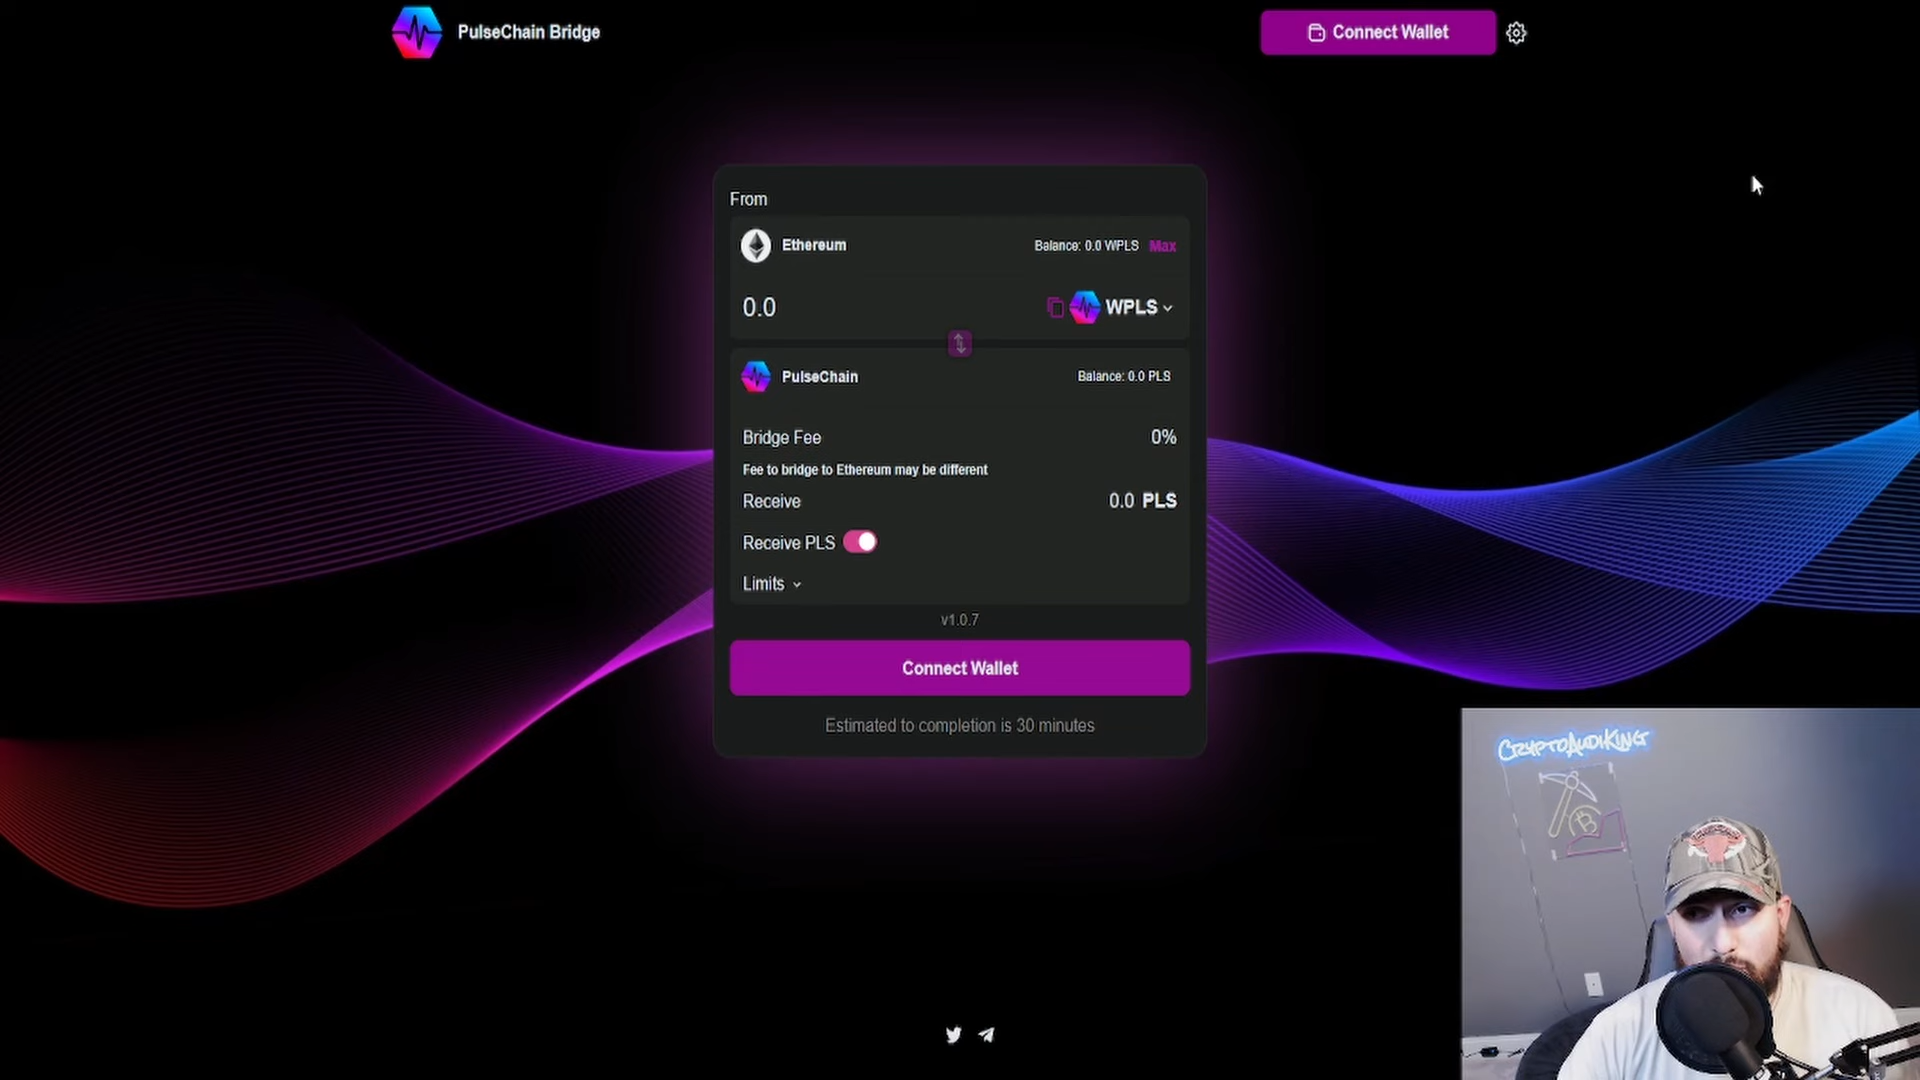 PulseChain Bridge
Connect Wallet
From
Ethereum
Balance: 0.0 WPLS Max
0.0
WPLS
PulseChain
Balance: 0.0 PLS
Bridge Fee
0%
Fee to bridge to Ethereum may be different
Receive
0.0 PLS
Receive PLS
Limits
v1.0.7
Connect Wallet
Estimated to completion is 30 minutes
CRYPTOAUDIKING